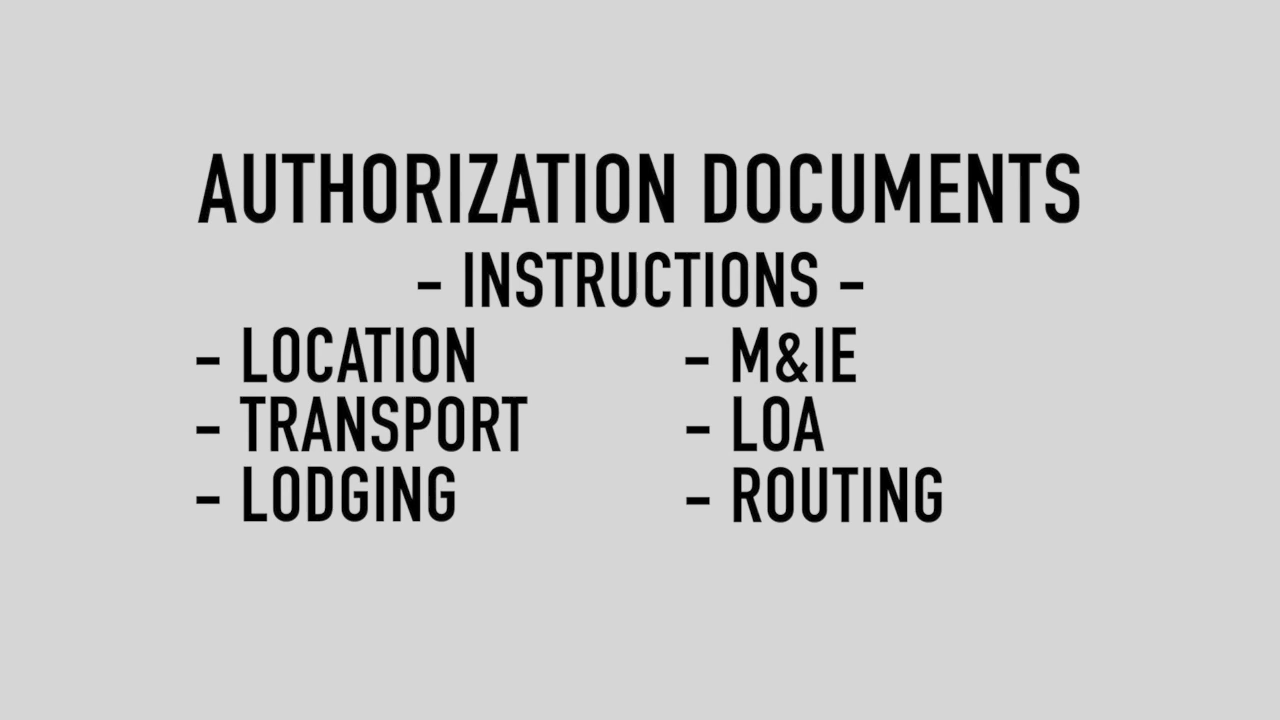 AUTHORIZATION DOCUMENTS
- INSTRUCTIONS -
- LOCATION
- TRANSPORT
- LODGING
- M&IE
- LOA
- ROUTING